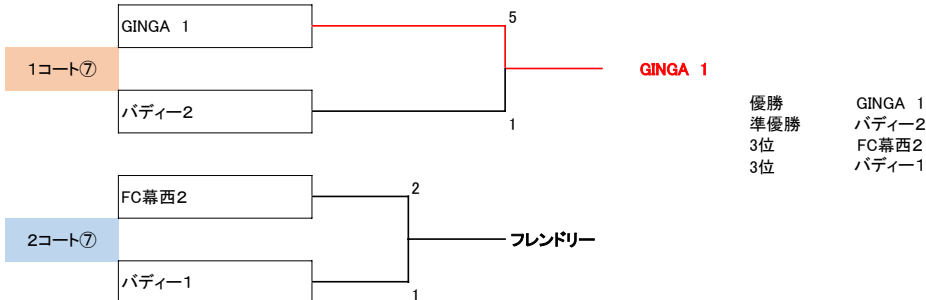 GINGA 1
5
1コート⑦
GINGA 1
バディー2
1
優勝 GINGA 1
準優勝 バディー2
3位 FC幕西2
3位 バディー1
FC幕西2
2
2コート⑦
フレンドリー
バディー1
1